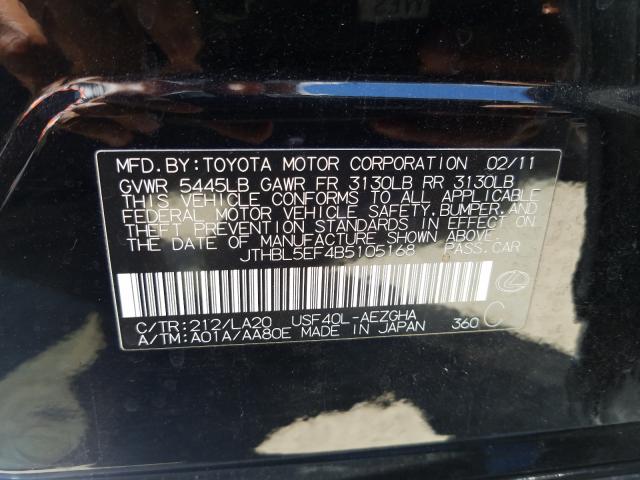 MFD.BY:TOYOTA MOTOR CORPORATION 02/11
GVWR 5445LB GAWR FR 3130LB RR 3130LB
THIS VEHICLE CONFORMS TO ALL APPLICABLE
FEDERAL MOTOR VEHICLE SAFETY,BUMPER,AND
THEFT PREVENTION STANDARDS IN EFFECT ON
THE DATE OF MANUFACTURE SHOWN ABOVE.
JTHBL5EF4B5105168 PASS.CAR
C/TR:212/LA20 USF40L-AEZGHA
A/TM:A01A/AA80E MADE IN JAPAN 360 C